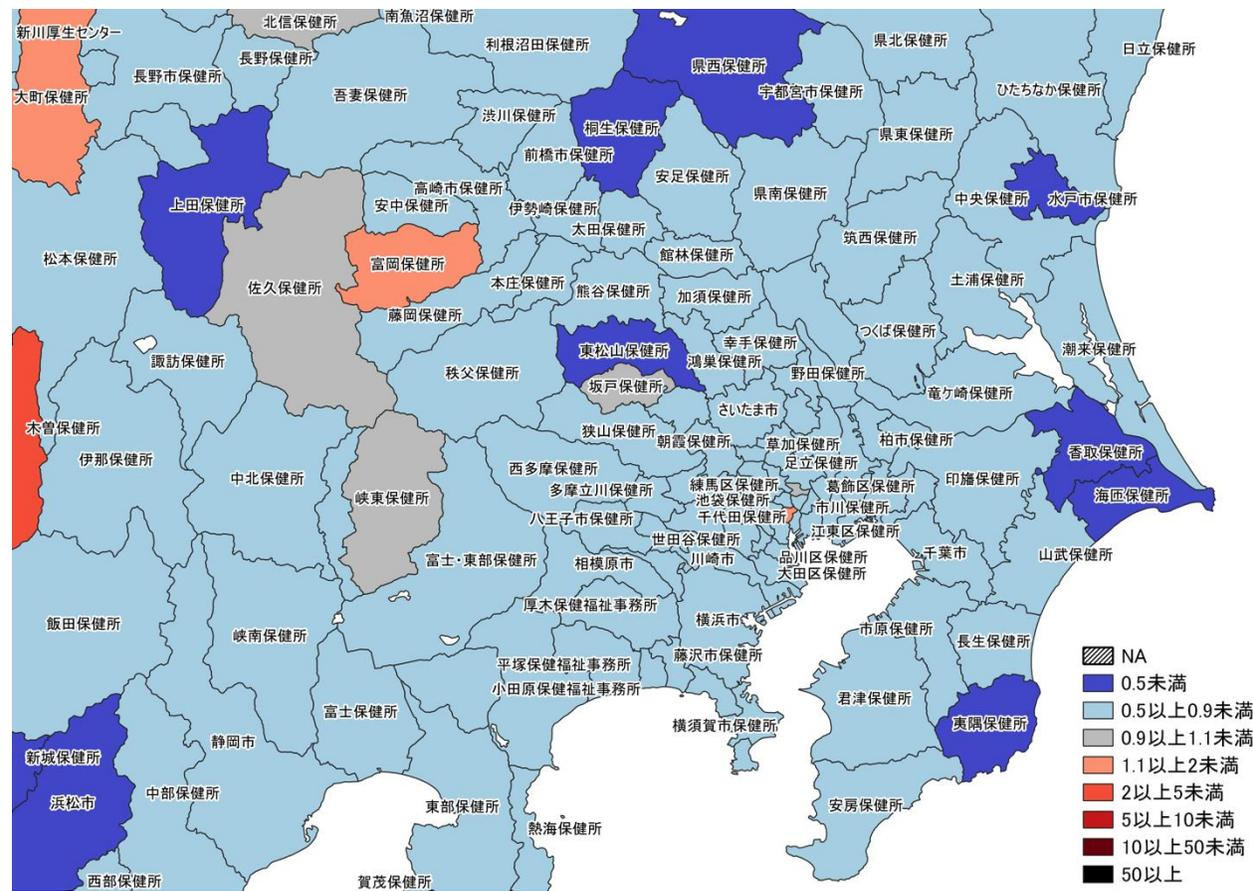 北信保健所
南魚沼保健所
新川厚生センター
利根沼田保健所
県北保健所
日立保健所
長野保健所
長野市保健所
県西保健所
大町保健所
吾妻保健所
宇都宮市保健所
ひたちなか保健所
渋川保健所
桐生保健所
県東保健所
前橋市保健所
安足保健所
高崎市保健所
県南保健所
中央保健所
水戸市保健所
上田保健所
安中保健所
伊勢崎保健所
太田保健所
筑西保健所
松本保健所
富岡保健所
館林保健所
土浦保健所
佐久保健所
本庄保健所
熊谷保健所
加須保健所
藤岡保健所
つくば保健所
幸手保健所
潮来保健所
諏訪保健所
東松山保健所
鴻巣保健所
秩父保健所
野田保健所
坂戸保健所
竜ケ崎保健所
さいたま市
木曽保健所
狭山保健所
朝霞保健所
草加保健所
柏市保健所
香取保健所
伊那保健所
西多摩保健所
足立保健所
中北保健所
練馬区保健所
葛飾区保健所
印旛保健所
多摩立川保健所
海匝保健所
峡東保健所
池袋保健所
市川保健所
八王子市保健所
千代田保健所
江東区保健所
世田谷保健所
山武保健所
富士・東部保健所
相模原市
川崎市
品川区保健所
千葉市
大田区保健所
厚木保健福祉事務所
飯田保健所
峡南保健所
横浜市
市原保健所
長生保健所
藤沢市保健所
平塚保健福祉事務所
小田原保健福祉事務所
君津保健所
富士保健所
横須賀市保健所
夷隅保健所
静岡市
新城保健所
中部保健所
浜松市
東部保健所
安房保健所
熱海保健所
西部保健所
賀茂保健所
NA
0.5未満
0.5以上0.9未満
0.9以上1.1未満
1.1以上2未満
2以上5未満
5以上10未満
10以上50未満
50以上